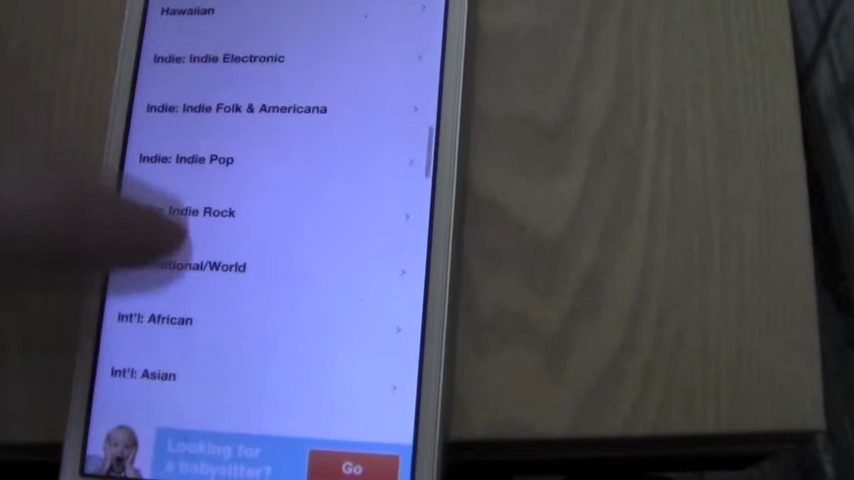 Hawaiian
Indie: Indie Electronic
Indie: Indie Folk & Americana
Indie: Indie Pop
Indie Rock
/World
Int'l: African
Int'l: Asian
Looking for
a babysitter?
Go